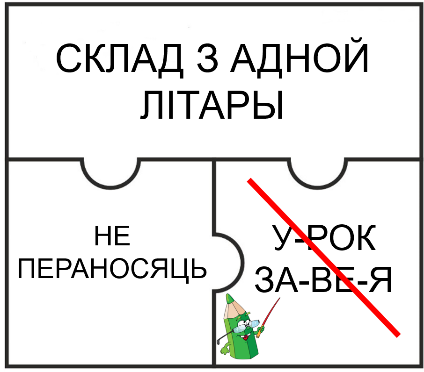 СКЛАД З АДНОЙ
ЛІТАРЫ
НЕ
ПЕРАНОСЯЦЬ
У-РОК
ЗА-ВЕ-Я